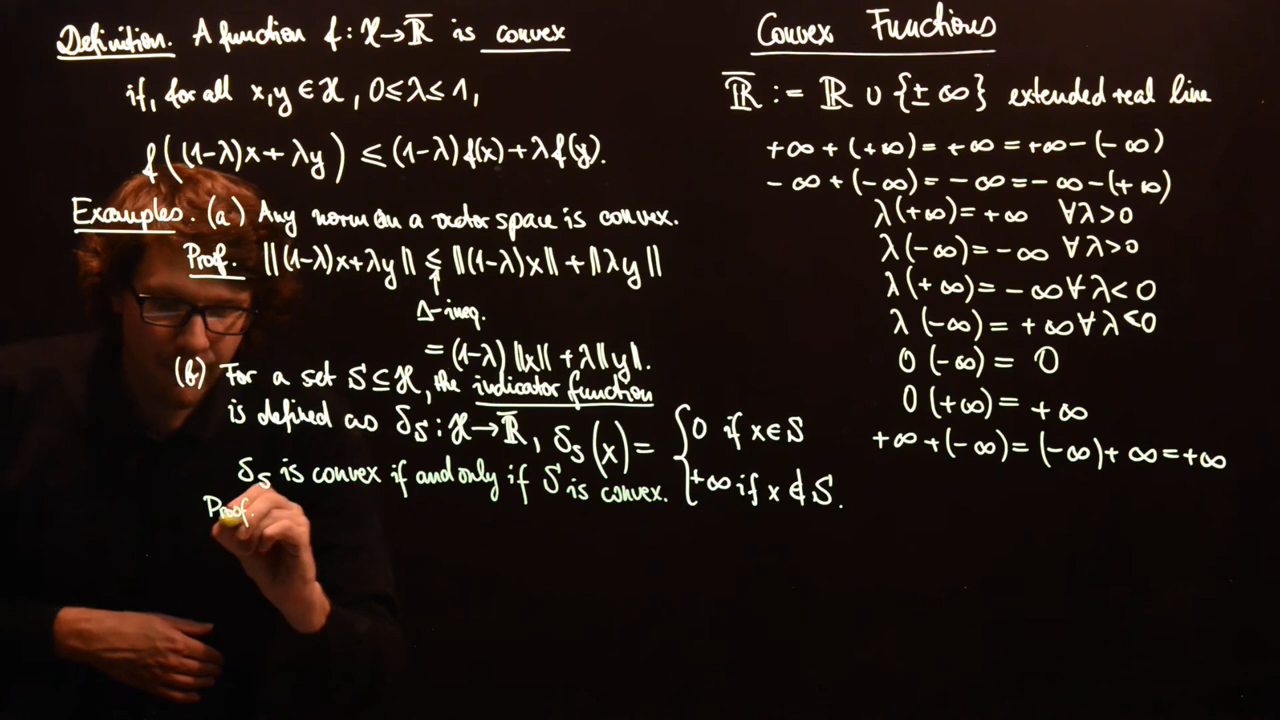 Definition. A function f: X → R̅ is convex
if, for all x,y ∈ X, 0≤λ≤1,
f((1-λ)x + λy) ≤ (1-λ)f(x) + λf(y).
Examples. (a) Any norm on a vector space is convex.
Proof. ||(1-λ)x+λy|| ≤ ||(1-λ)x|| + ||λy||
↑
Δ-ineq.
= (1-λ)||x|| + λ||y||.
(b) For a set S ⊆ X, the indicator function
is defined as δ_S : X → R̅, δ_S(x) = { 0 if x ∈ S
+∞ if x ∉ S.
δ_S is convex if and only if S is convex.
Proof.
Convex Functions
R̅ := R ∪ {±∞} extended real line
+∞ + (+∞) = +∞ = +∞ - (-∞)
-∞ + (-∞) = -∞ = -∞ - (+∞)
λ(+∞) = +∞ ∀λ>0
λ(-∞) = -∞ ∀λ>0
λ(+∞) = -∞ ∀λ<0
λ(-∞) = +∞ ∀λ<0
0(-∞) = 0
0(+∞) = +∞
+∞ + (-∞) = (-∞) + ∞ = +∞